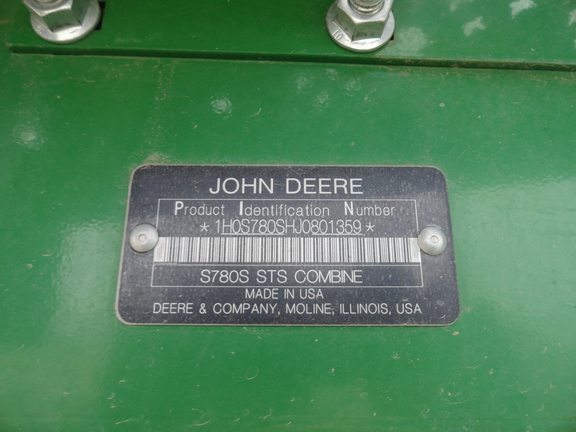 JOHN DEERE
Product Identification Number
*1H0S780SHJ0801359*
S780S STS COMBINE
MADE IN USA
DEERE & COMPANY, MOLINE, ILLINOIS, USA